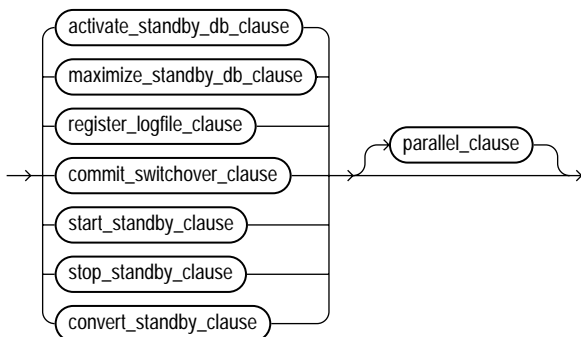 activate_standby_db_clause
maximize_standby_db_clause
register_logfile_clause
parallel_clause
commit_switchover_clause
start_standby_clause
stop_standby_clause
convert_standby_clause